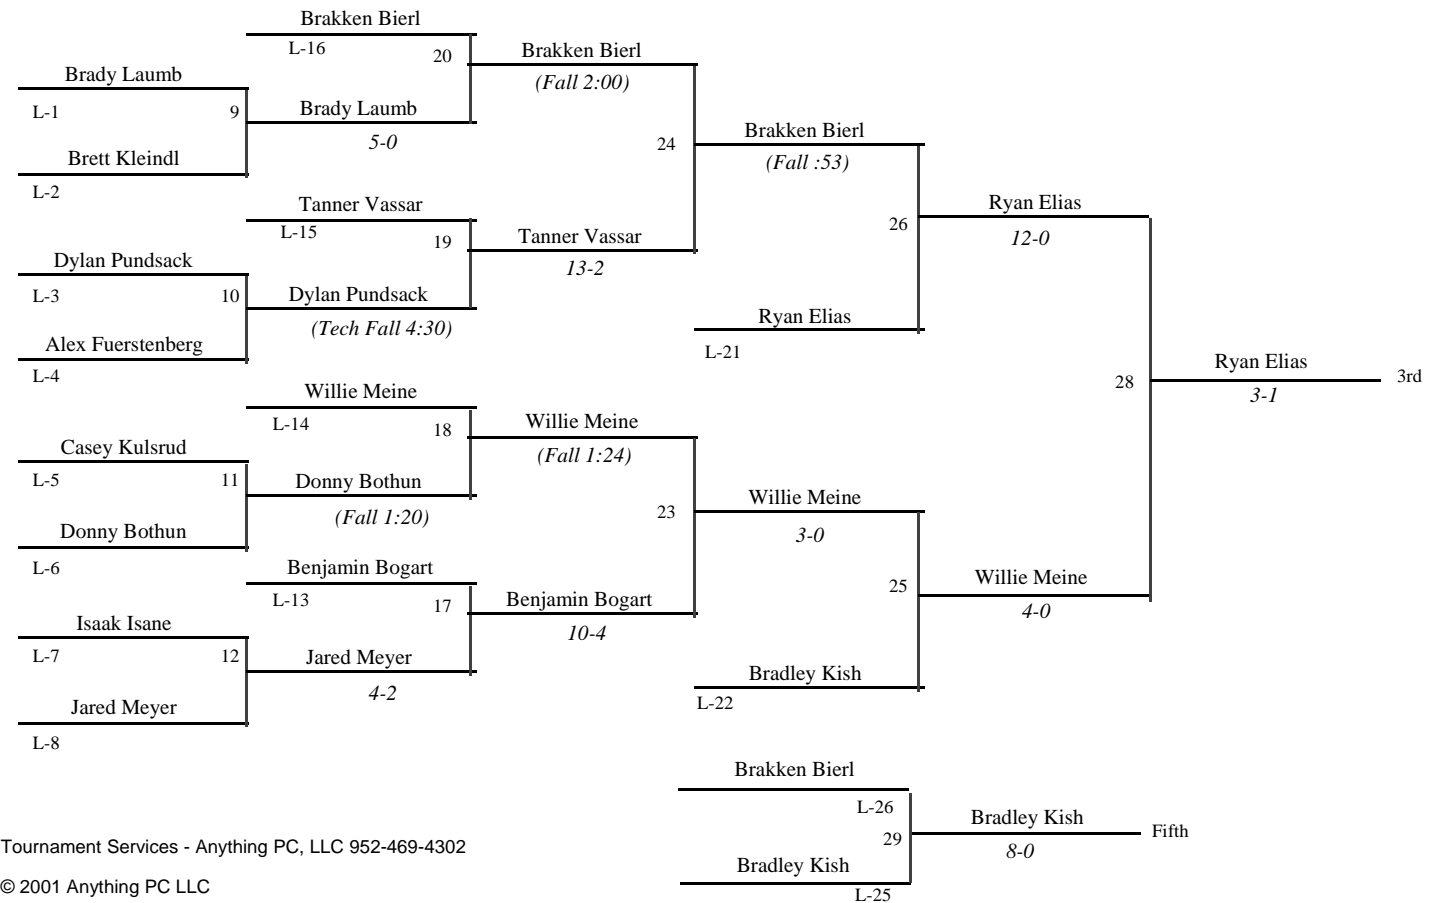 Brakken Bierl
L-16
20
Brakken Bierl
(Fall 2:00)
Brady Laumb
L-1
9
Brady Laumb
5-0
24
Brakken Bierl
(Fall :53)
Brett Kleindl
L-2
Tanner Vassar
L-15
19
Tanner Vassar
13-2
26
Ryan Elias
12-0
Dylan Pundsack
L-3
10
Dylan Pundsack
(Tech Fall 4:30)
Ryan Elias
L-21
Alex Fuerstenberg
L-4
28
Ryan Elias
3-1
3rd
Willie Meine
L-14
18
Willie Meine
(Fall 1:24)
Casey Kulsrud
L-5
11
Donny Bothun
(Fall 1:20)
23
Willie Meine
3-0
Donny Bothun
L-6
Benjamin Bogart
L-13
17
Benjamin Bogart
10-4
25
Willie Meine
4-0
Isaak Isane
L-7
12
Jared Meyer
4-2
Bradley Kish
L-22
Jared Meyer
L-8
Brakken Bierl
L-26
29
Bradley Kish
8-0
Fifth
Bradley Kish
L-25
Tournament Services - Anything PC, LLC 952-469-4302
© 2001 Anything PC LLC